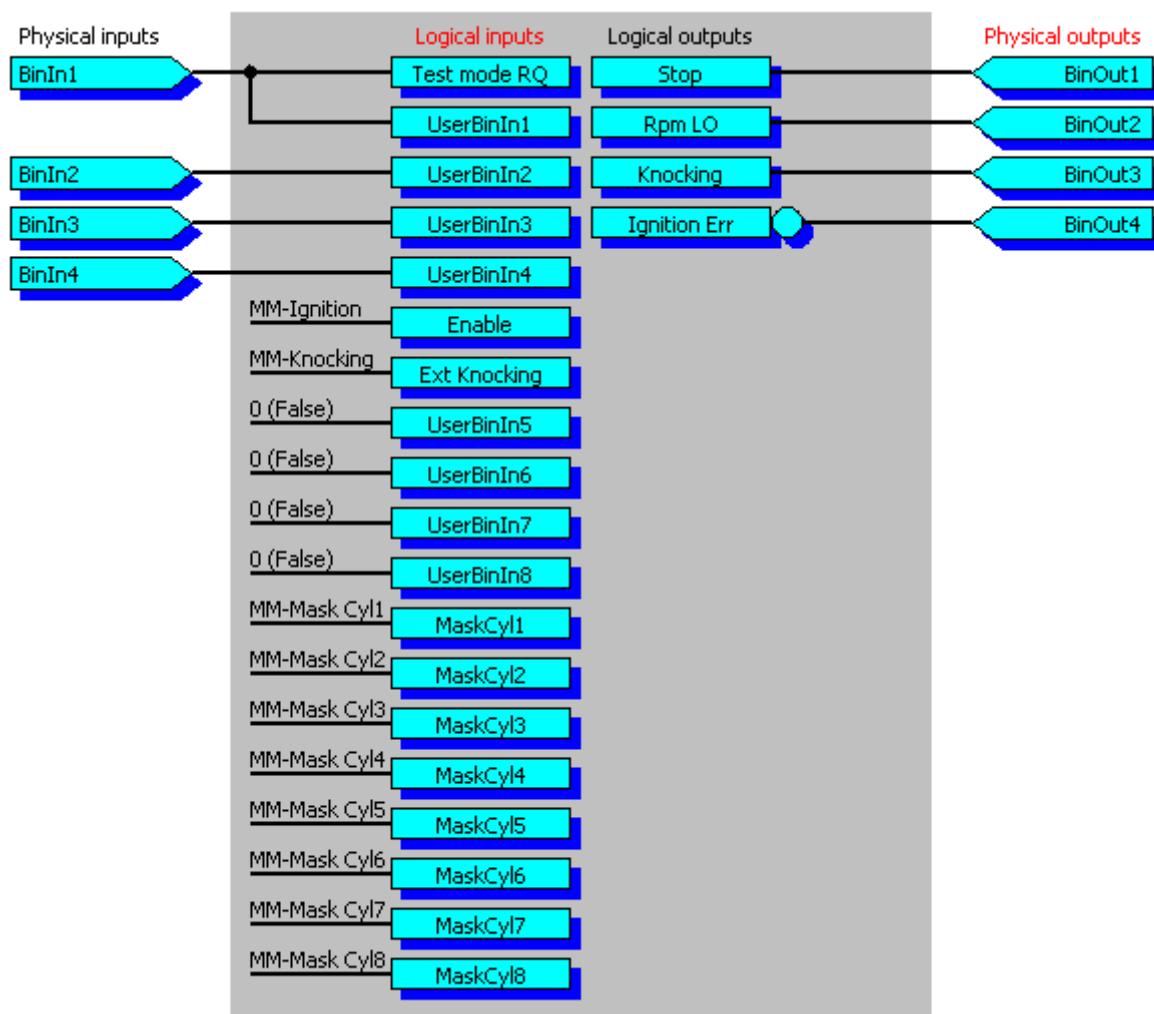 Physical inputs Logical inputs Logical outputs Physical outputs
BinIn1 Test mode RQ Stop BinOut1
UserBinIn1 Rpm LO BinOut2
BinIn2 UserBinIn2 Knocking BinOut3
BinIn3 UserBinIn3 Ignition Err BinOut4
BinIn4 UserBinIn4
MM-Ignition Enable
MM-Knocking Ext Knocking
0 (False) UserBinIn5
0 (False) UserBinIn6
0 (False) UserBinIn7
0 (False) UserBinIn8
MM-Mask Cyl1 MaskCyl1
MM-Mask Cyl2 MaskCyl2
MM-Mask Cyl3 MaskCyl3
MM-Mask Cyl4 MaskCyl4
MM-Mask Cyl5 MaskCyl5
MM-Mask Cyl6 MaskCyl6
MM-Mask Cyl7 MaskCyl7
MM-Mask Cyl8 MaskCyl8